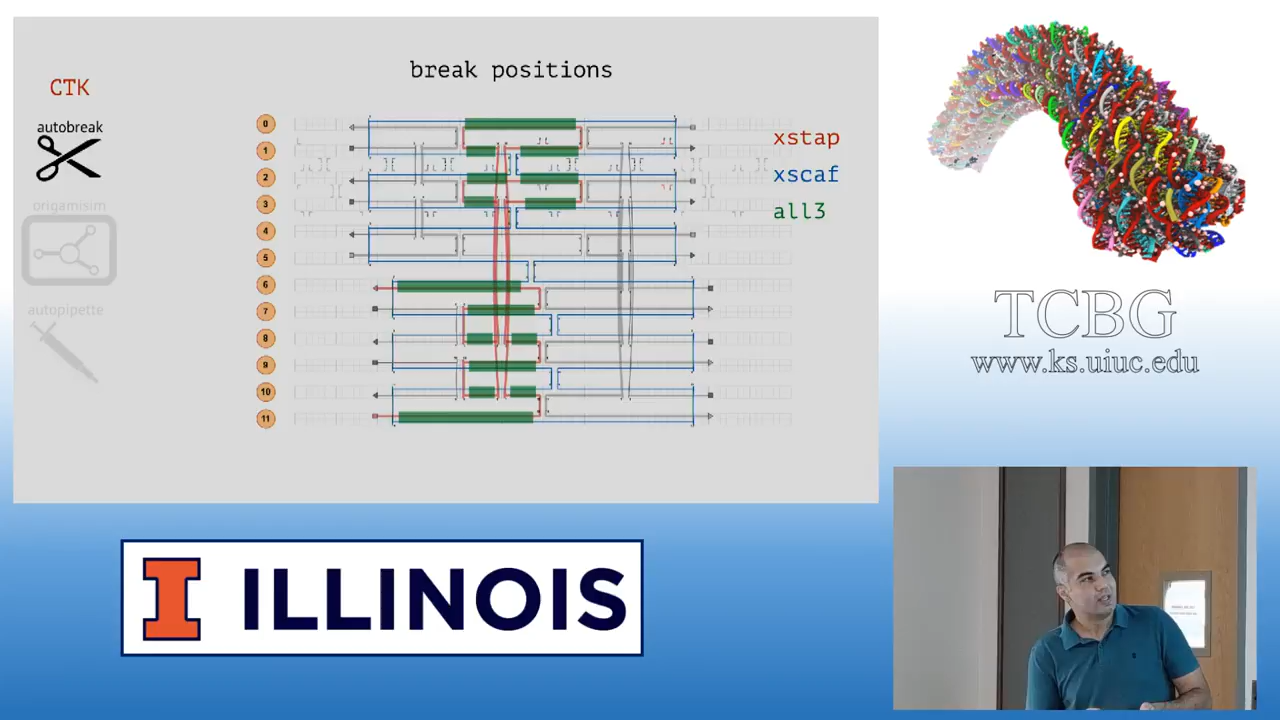 break positions
CTK
autobreak
origamisim
autopipette
0
1
2
3
4
5
6
7
8
9
10
11
xstap
xscaf
all3
TCBG
www.ks.uiuc.edu
I ILLINOIS